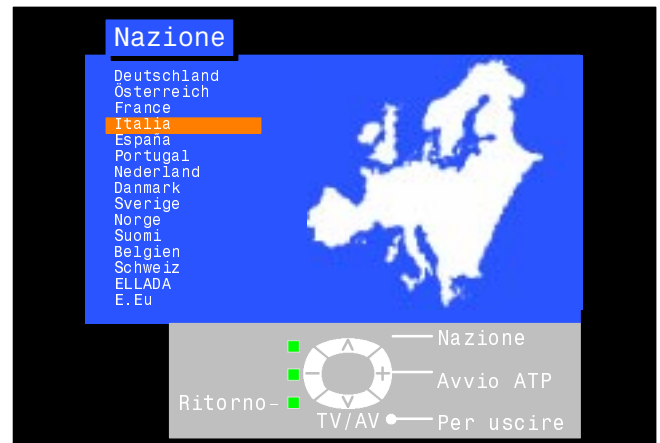 Nazione
Deutschland
Österreich
France
Italia
España
Portugal
Nederland
Danmark
Sverige
Norge
Suomi
Belgien
Schweiz
ELLADA
E.Eu
Nazione
Avvio ATP
Ritorno
TV/AV
Per uscire